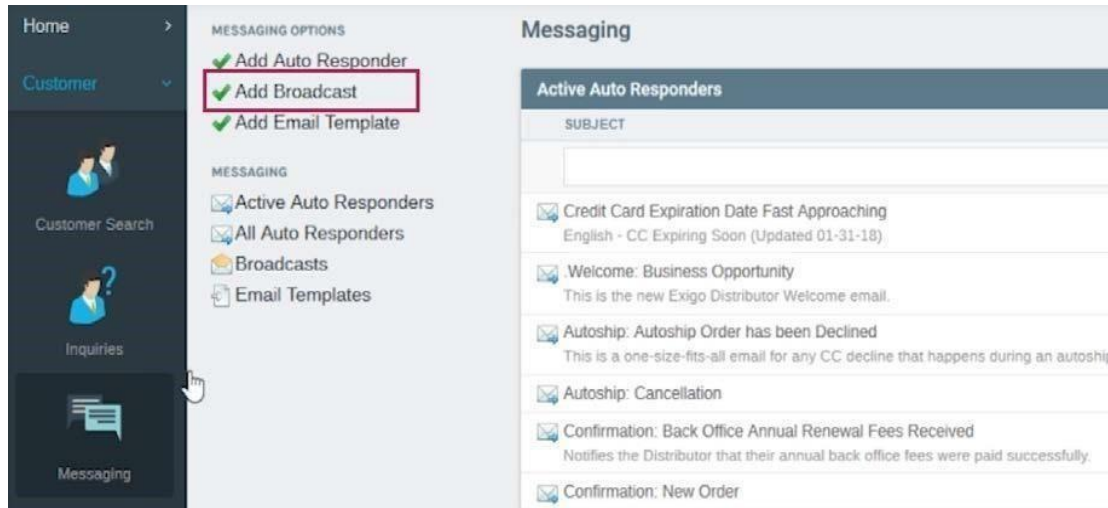 Home
Customer
Customer Search
Inquiries
Messaging
MESSAGING OPTIONS
Add Auto Responder
Add Broadcast
Add Email Template
MESSAGING
Active Auto Responders
All Auto Responders
Broadcasts
Email Templates
Messaging
Active Auto Responders
SUBJECT
Credit Card Expiration Date Fast Approaching
English - CC Expiring Soon (Updated 01-31-18)
.Welcome: Business Opportunity
This is the new Exigo Distributor Welcome email.
Autoship: Autoship Order has been Declined
This is a one-size-fits-all email for any CC decline that happens during an autoship
Autoship: Cancellation
Confirmation: Back Office Annual Renewal Fees Received
Notifies the Distributor that their annual back office fees were paid successfully.
Confirmation: New Order